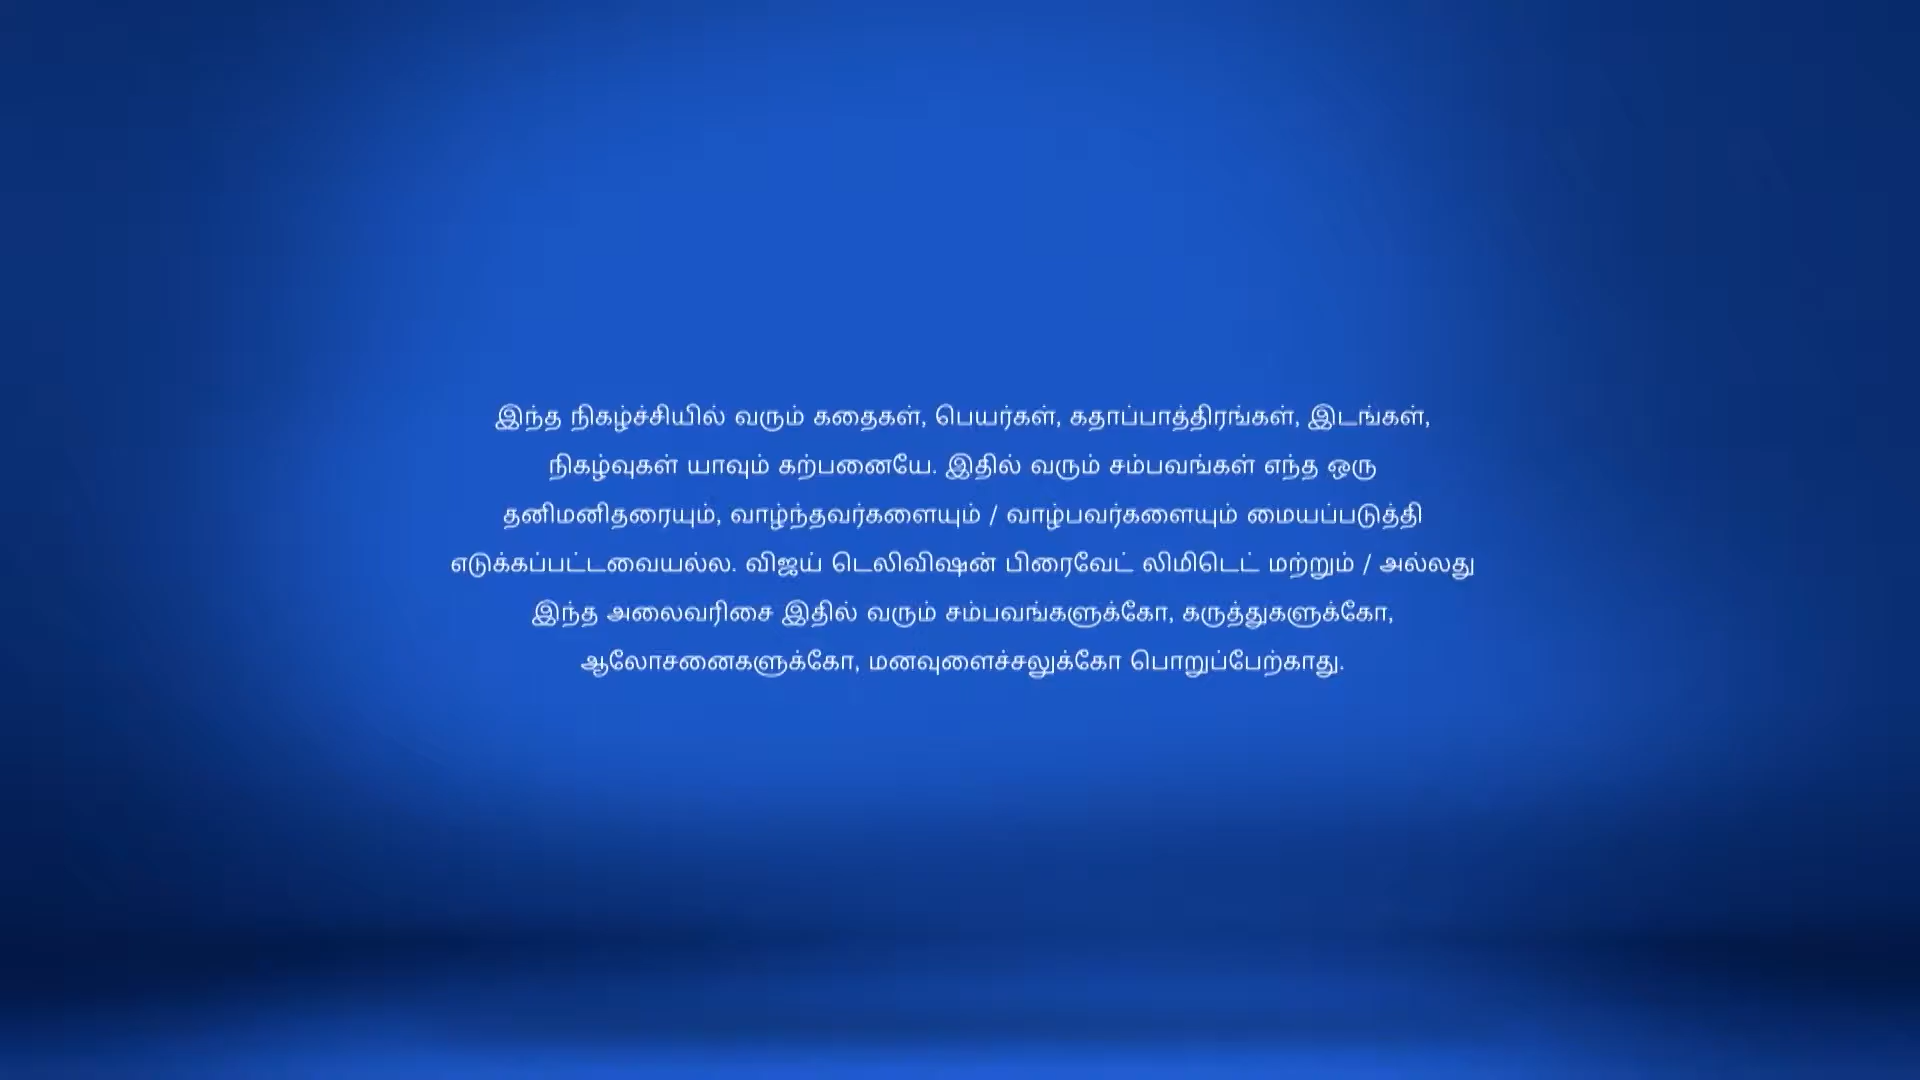 இந்த நிகழ்ச்சியில் வரும் கதைகள், பெயர்கள், கதாப்பாத்திரங்கள், இடங்கள்,
நிகழ்வுகள் யாவும் கற்பனையே. இதில் வரும் சம்பவங்கள் எந்த ஒரு
தனிமனிதரையும், வாழ்ந்தவர்களையும் / வாழ்பவர்களையும் மையப்படுத்தி
எடுக்கப்பட்டவையல்ல. விஜய் டெலிவிஷன் பிரைவேட் லிமிடெட் மற்றும் / அல்லது
இந்த அலைவரிசை இதில் வரும் சம்பவங்களுக்கோ, கருத்துகளுக்கோ,
ஆலோசனைகளுக்கோ, மனவுளைச்சலுக்கோ பொறுப்பேற்காது.